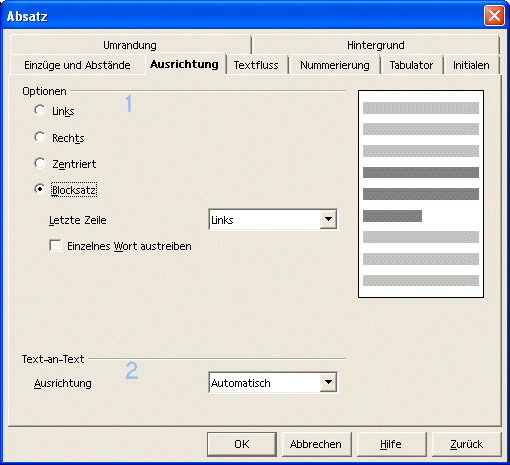 Absatz
Umrandung Hintergrund
Einzüge und Abstände Ausrichtung Textfluss Nummerierung Tabulator Initialen
Optionen 1
Links
Rechts
Zentriert
Blocksatz
Letzte Zeile Links
Einzelnes Wort austreiben
Text-an-Text 2
Ausrichtung Automatisch
OK Abbrechen Hilfe Zurück